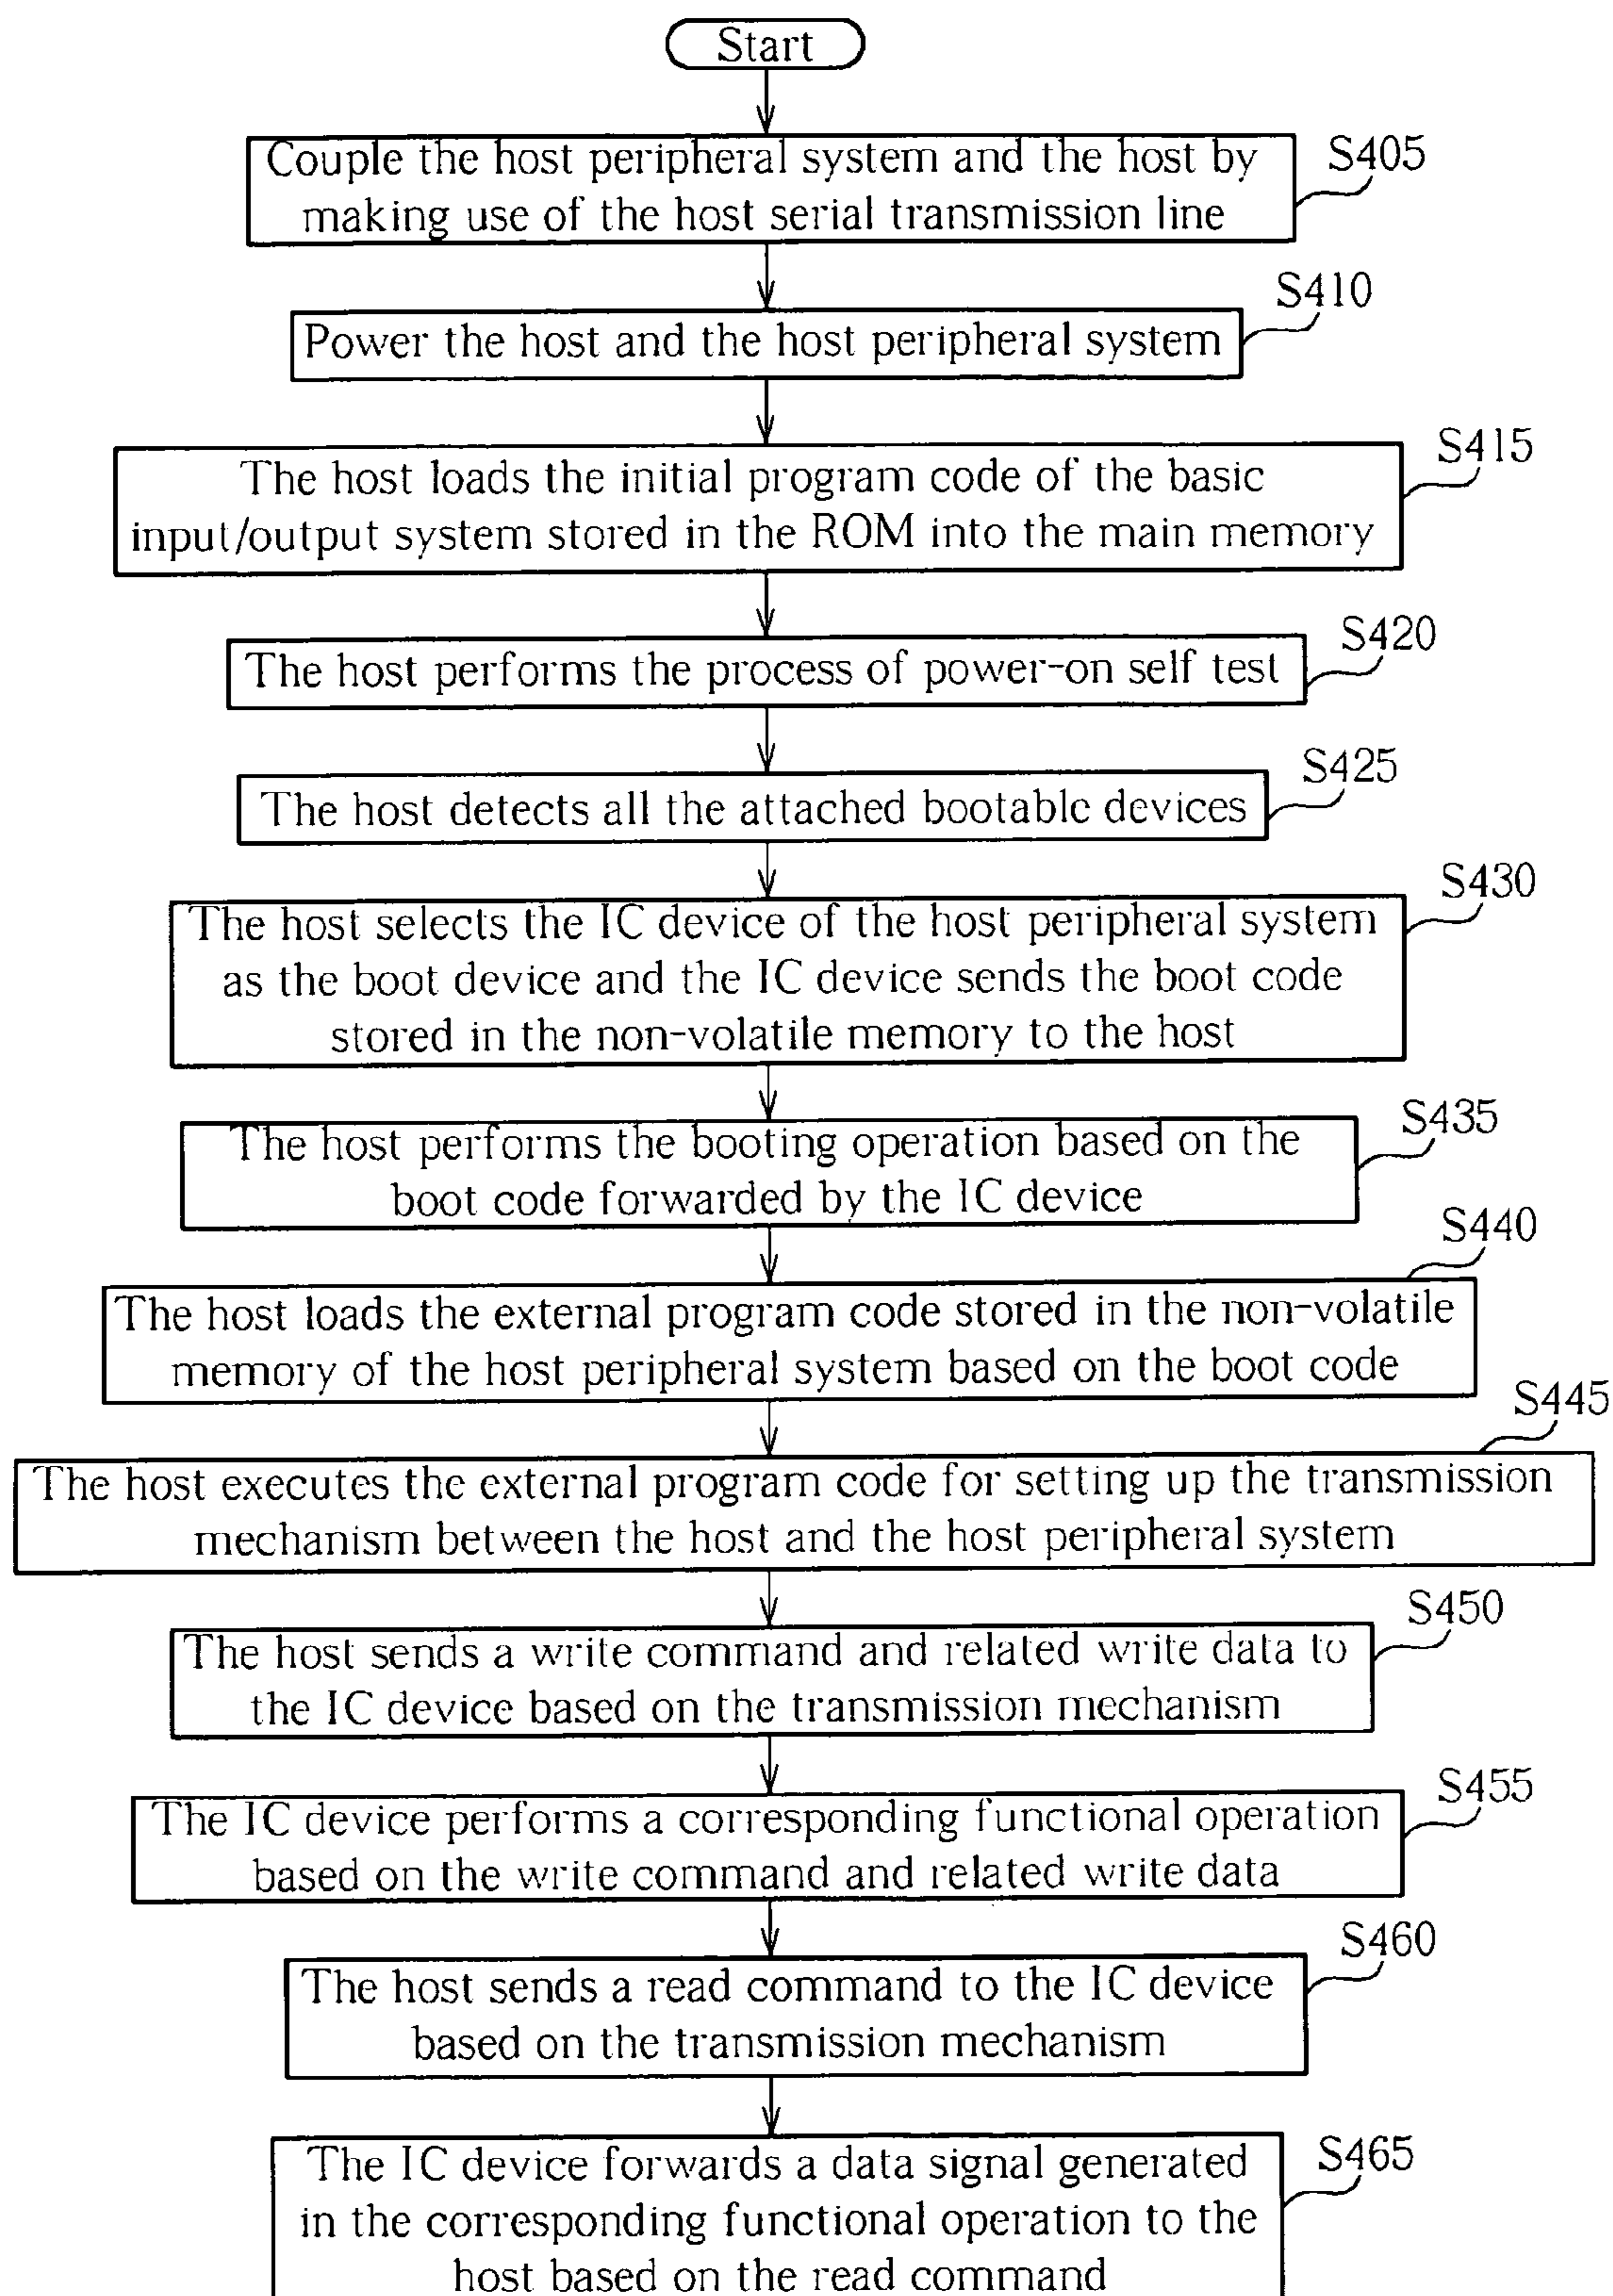 Start
Couple the host peripheral system and the host by
making use of the host serial transmission line
S405
Power the host and the host peripheral system
S410
The host loads the initial program code of the basic
input/output system stored in the ROM into the main memory
S415
The host performs the process of power-on self test
S420
The host detects all the attached bootable devices
S425
The host selects the IC device of the host peripheral system
as the boot device and the IC device sends the boot code
stored in the non-volatile memory to the host
S430
The host performs the booting operation based on the
boot code forwarded by the IC device
S435
The host loads the external program code stored in the non-volatile
memory of the host peripheral system based on the boot code
S440
The host executes the external program code for setting up the transmission
mechanism between the host and the host peripheral system
S445
The host sends a write command and related write data to
the IC device based on the transmission mechanism
S450
The IC device performs a corresponding functional operation
based on the write command and related write data
S455
The host sends a read command to the IC device
based on the transmission mechanism
S460
The IC device forwards a data signal generated
in the corresponding functional operation to the
host based on the read command
S465